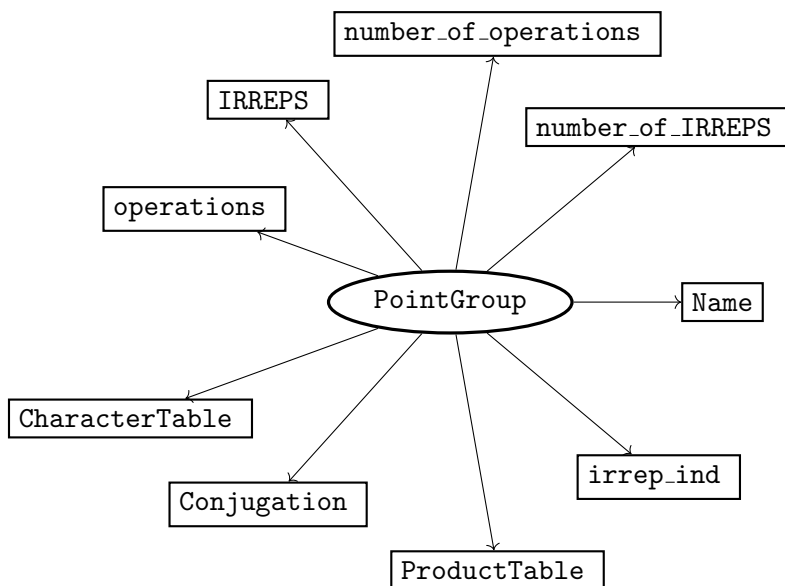 number_of_operations
IRREPS
number_of_IRREPS
operations
PointGroup
Name
CharacterTable
irrep_ind
Conjugation
ProductTable